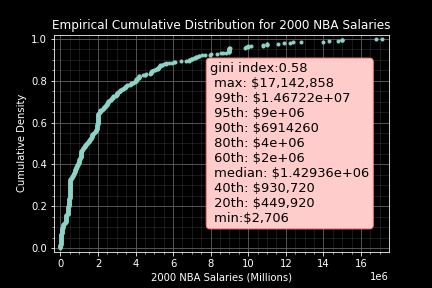 Empirical Cumulative Distribution for 2000 NBA Salaries
Cumulative Density
1.0
0.8
0.6
0.4
0.2
0.0
gini index:0.58
max: $17,142,858
99th: $1.46722e+07
95th: $9e+06
90th: $6914260
80th: $4e+06
60th: $2e+06
median: $1.42936e+06
40th: $930,720
20th: $449,920
min:$2,706
0 2 4 6 8 10 12 14 16
1e6
2000 NBA Salaries (Millions)